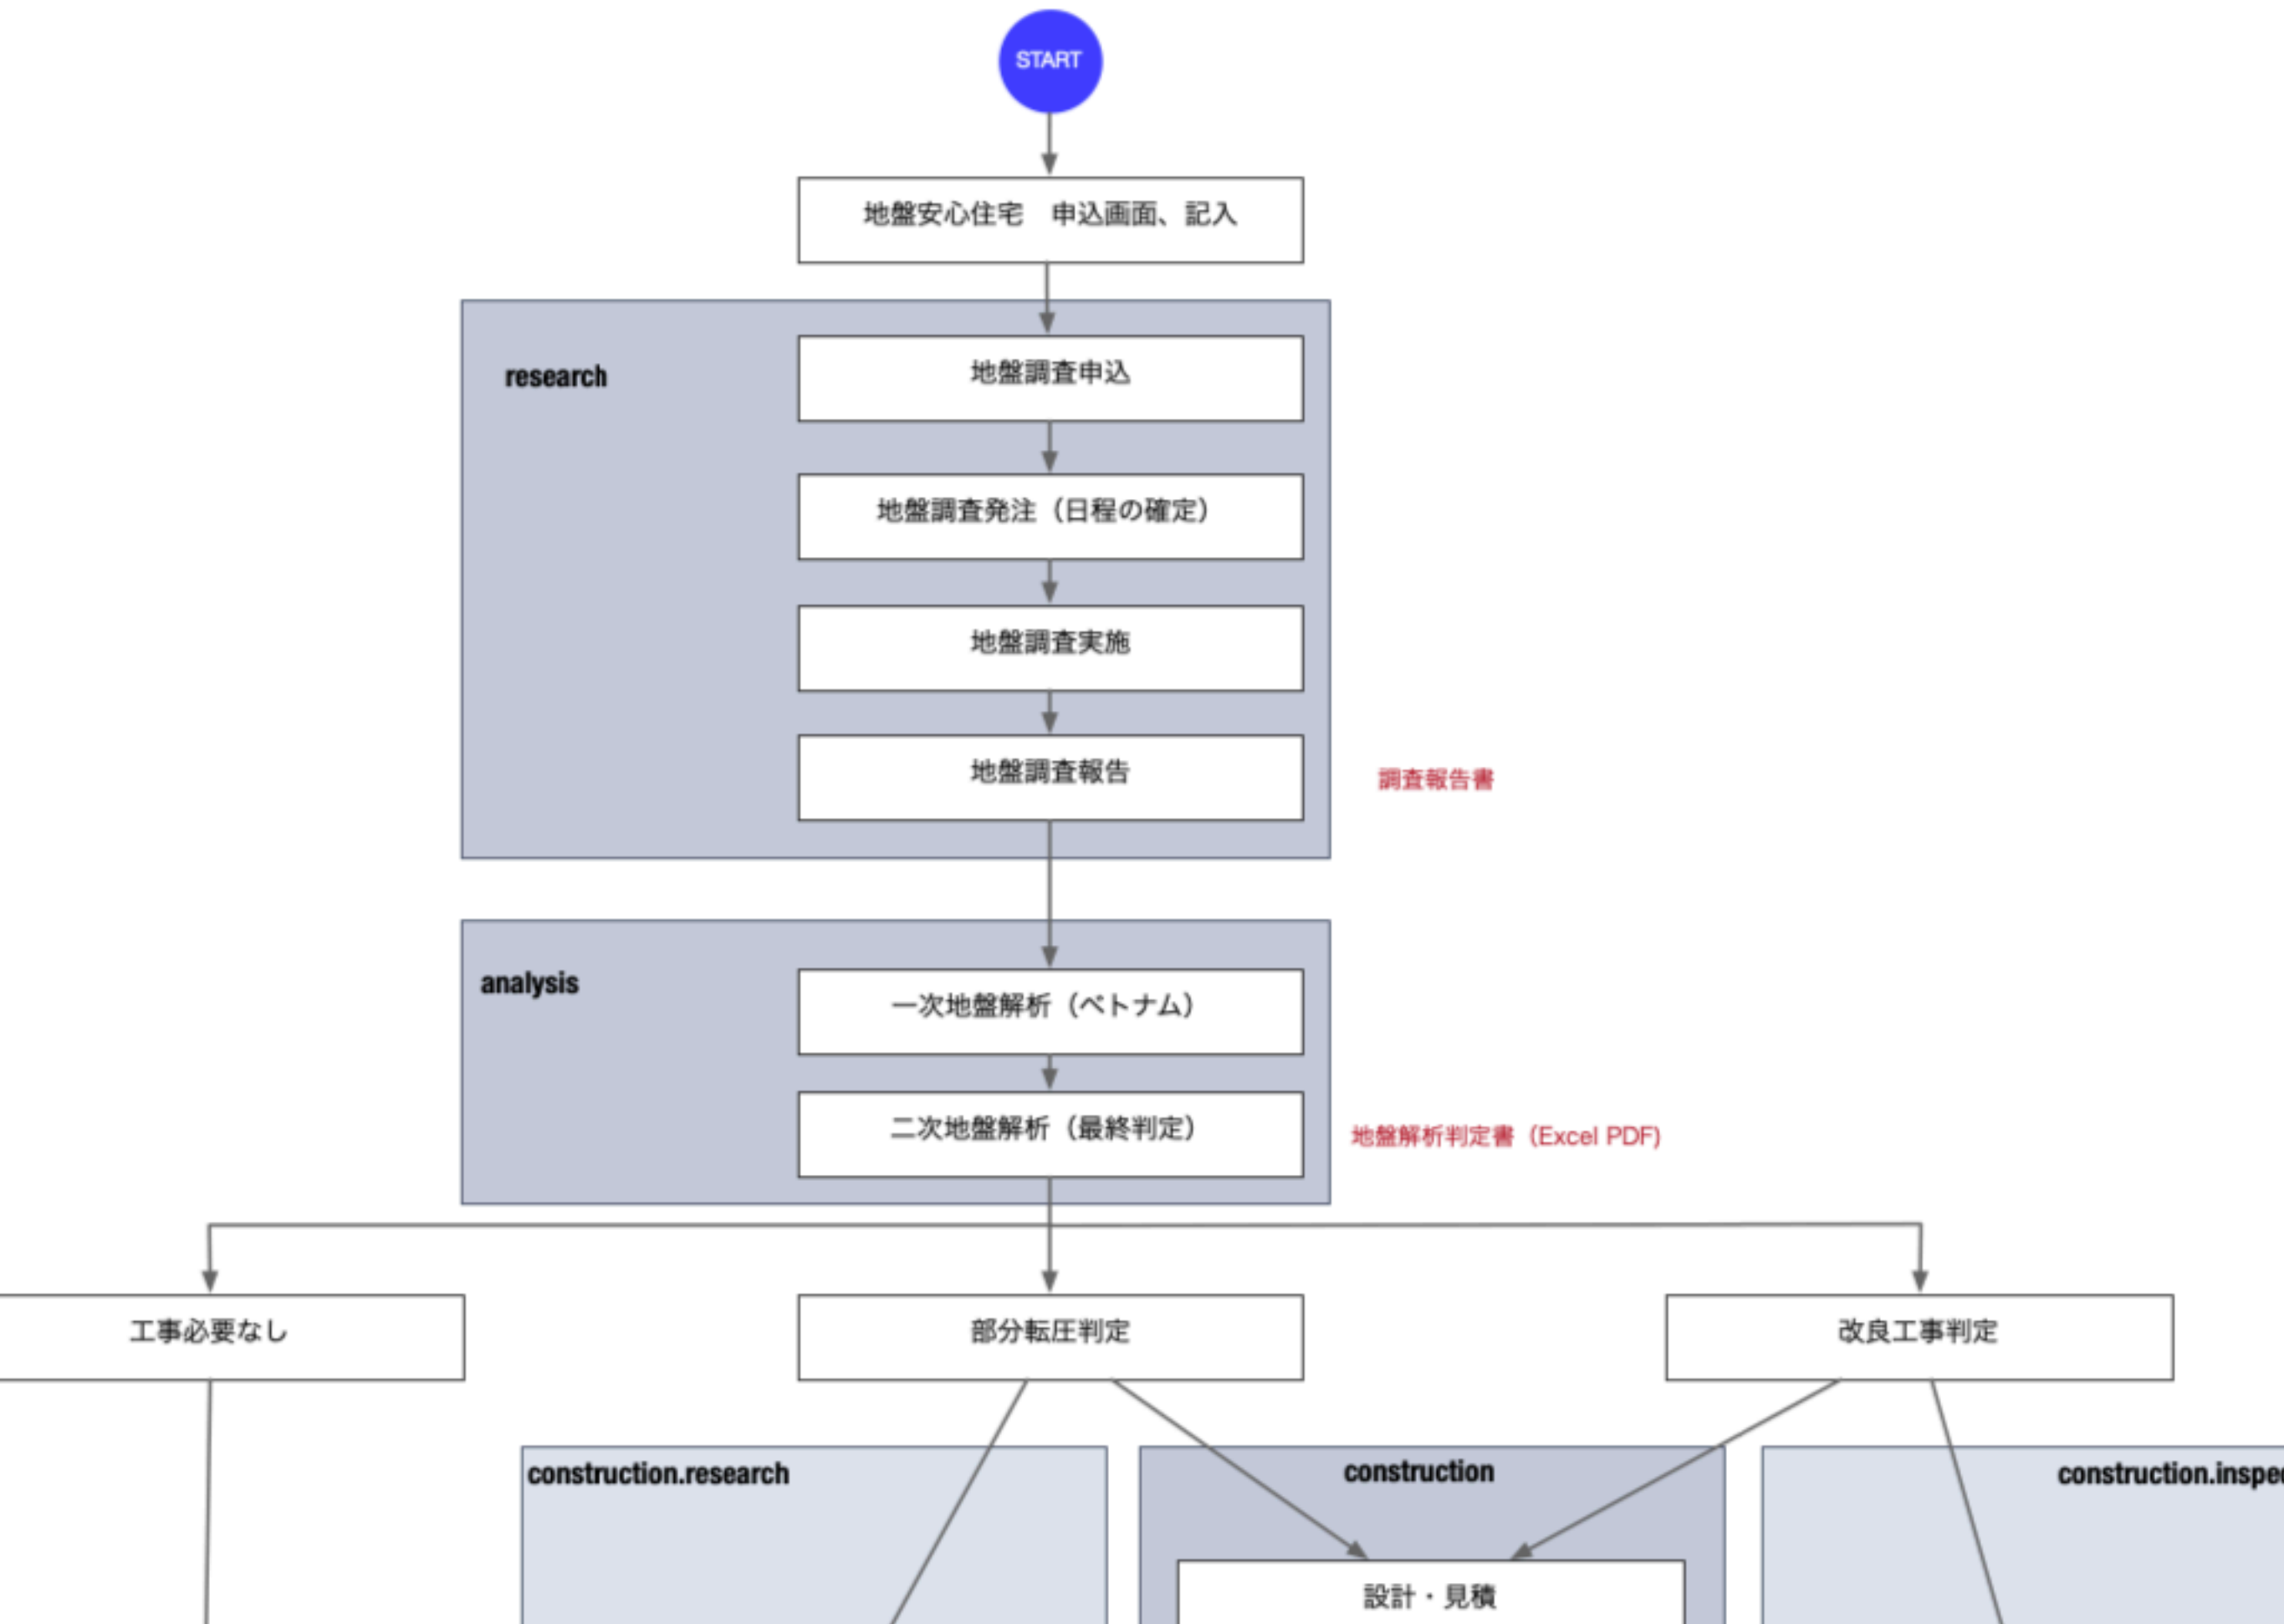 START
地盤安心住宅　申込画面、記入
research
地盤調査申込
地盤調査発注（日程の確定）
地盤調査実施
地盤調査報告
調査報告書
analysis
一次地盤解析（ベトナム）
二次地盤解析（最終判定）
地盤解析判定書（Excel PDF)
工事必要なし
部分転圧判定
改良工事判定
construction.research
construction
construction.inspe
設計・見積